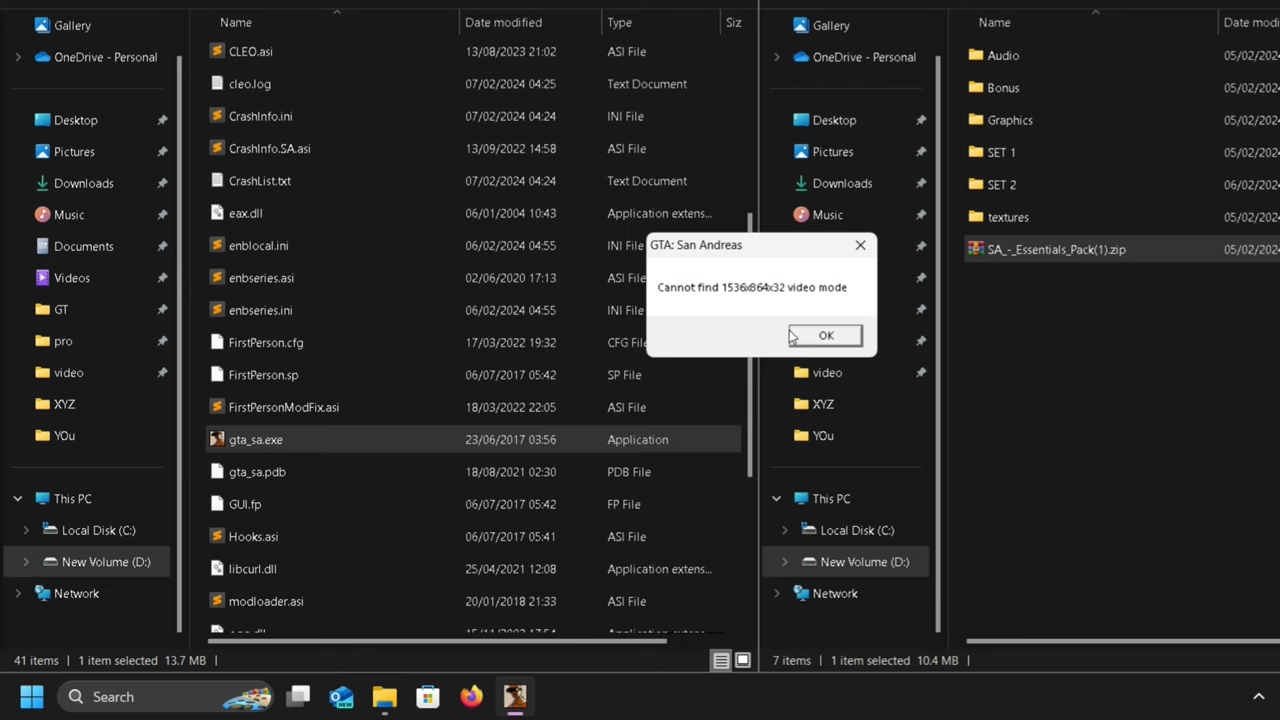 Name Date modified Type Siz
CLEO.asi 13/08/2023 21:02 ASI File
cleo.log 07/02/2024 04:25 Text Document
CrashInfo.ini 07/02/2024 04:24 INI File
CrashInfo.SA.asi 13/09/2022 14:58 ASI File
CrashList.txt 07/02/2024 04:24 Text Document
eax.dll 06/01/2004 10:43 Application extens...
enblocal.ini 06/02/2024 04:55 INI File
enbseries.asi 02/06/2020 17:13 ASI File
enbseries.ini 06/02/2024 04:55 INI File
FirstPerson.cfg 17/03/2022 19:32 CFG File
FirstPerson.sp 06/07/2017 05:42 SP File
FirstPersonModFix.asi 18/03/2022 22:05 ASI File
gta_sa.exe 23/06/2017 03:56 Application
gta_sa.pdb 18/08/2021 02:30 PDB File
GUI.fp 06/07/2017 05:42 FP File
Hooks.asi 06/07/2017 05:41 ASI File
libcurl.dll 25/04/2021 12:08 Application extens...
modloader.asi 20/01/2018 21:33 ASI File
Gallery
OneDrive - Personal
Desktop
Pictures
Downloads
Music
Documents
Videos
GT
pro
video
XYZ
YOu
This PC
Local Disk (C:)
New Volume (D:)
Network
41 items 1 item selected 13.7 MB
GTA: San Andreas
Cannot find 1536x864x32 video mode
OK
Gallery
OneDrive - Personal
Desktop
Pictures
Downloads
Music
video
XYZ
YOu
This PC
Local Disk (C:)
New Volume (D:)
Network
Name Date modi
Audio 05/02/202
Bonus 05/02/202
Graphics 05/02/202
SET 1 05/02/202
SET 2 06/02/202
textures 05/02/202
SA_-_Essentials_Pack(1).zip 05/02/202
7 items 1 item selected 10.4 MB
Search
NEW